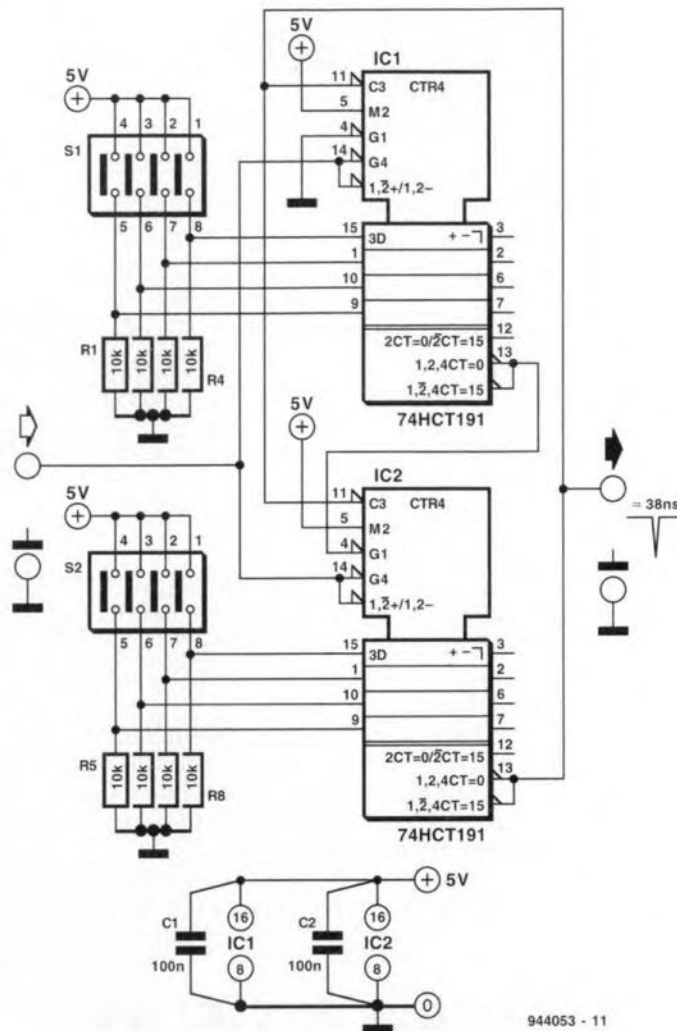 5V
IC1
5V
11
C3
CTR4
5
M2
4
G1
14
G4
1,2̅+/1,2−
4 3 2 1
S1
5 6 7 8
15
3D
+ − ¬
3
1
2
10
6
9
7
12
2CT=0/2̅CT=15
13
1,2,4CT=0
1,2̅,4CT=15
74HCT191
R1
10k
10k
10k
10k
R4
5V
IC2
5V
11
C3
CTR4
5
M2
4
G1
14
G4
1,2̅+/1,2−
≈ 38ns
4 3 2 1
S2
5 6 7 8
15
3D
+ − ¬
3
1
2
10
6
9
7
12
2CT=0/2̅CT=15
13
1,2,4CT=0
1,2̅,4CT=15
74HCT191
R5
10k
10k
10k
10k
R8
+ 5V
C1
16
C2
16
IC1
IC2
100n
8
100n
8
0
944053 - 11